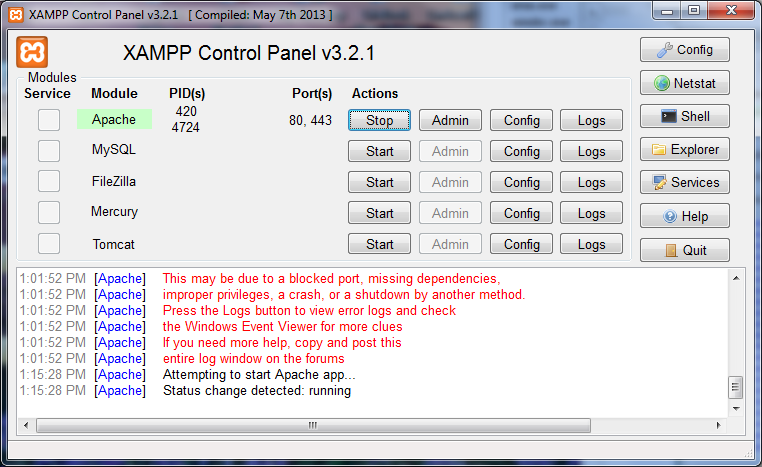 XAMPP Control Panel v3.2.1 [ Compiled: May 7th 2013 ]
XAMPP Control Panel v3.2.1
Config
Modules
Service Module PID(s) Port(s) Actions
Netstat
Apache 420 4724 80, 443 Stop Admin Config Logs
Shell
MySQL Start Admin Config Logs
Explorer
FileZilla Start Admin Config Logs
Services
Mercury Start Admin Config Logs
Help
Tomcat Start Admin Config Logs
Quit
1:01:52 PM [Apache] This may be due to a blocked port, missing dependencies,
1:01:52 PM [Apache] improper privileges, a crash, or a shutdown by another method.
1:01:52 PM [Apache] Press the Logs button to view error logs and check
1:01:52 PM [Apache] the Windows Event Viewer for more clues
1:01:52 PM [Apache] If you need more help, copy and post this
1:01:52 PM [Apache] entire log window on the forums
1:15:28 PM [Apache] Attempting to start Apache app...
1:15:28 PM [Apache] Status change detected: running